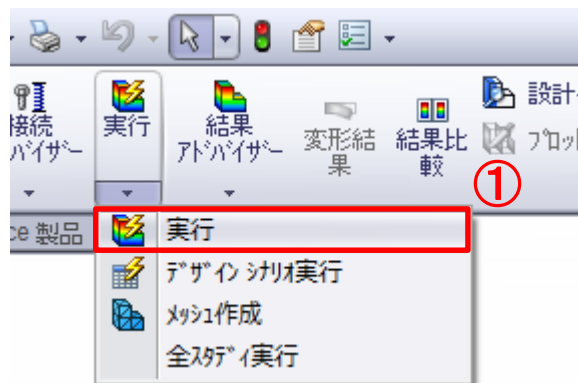 接続
バイザー
実行
結果
アドバイザー
変形結
果
結果比
較
設計
プロット
①
ce 製品
実行
デザイン シナリオ実行
メッシュ作成
全スタディ実行